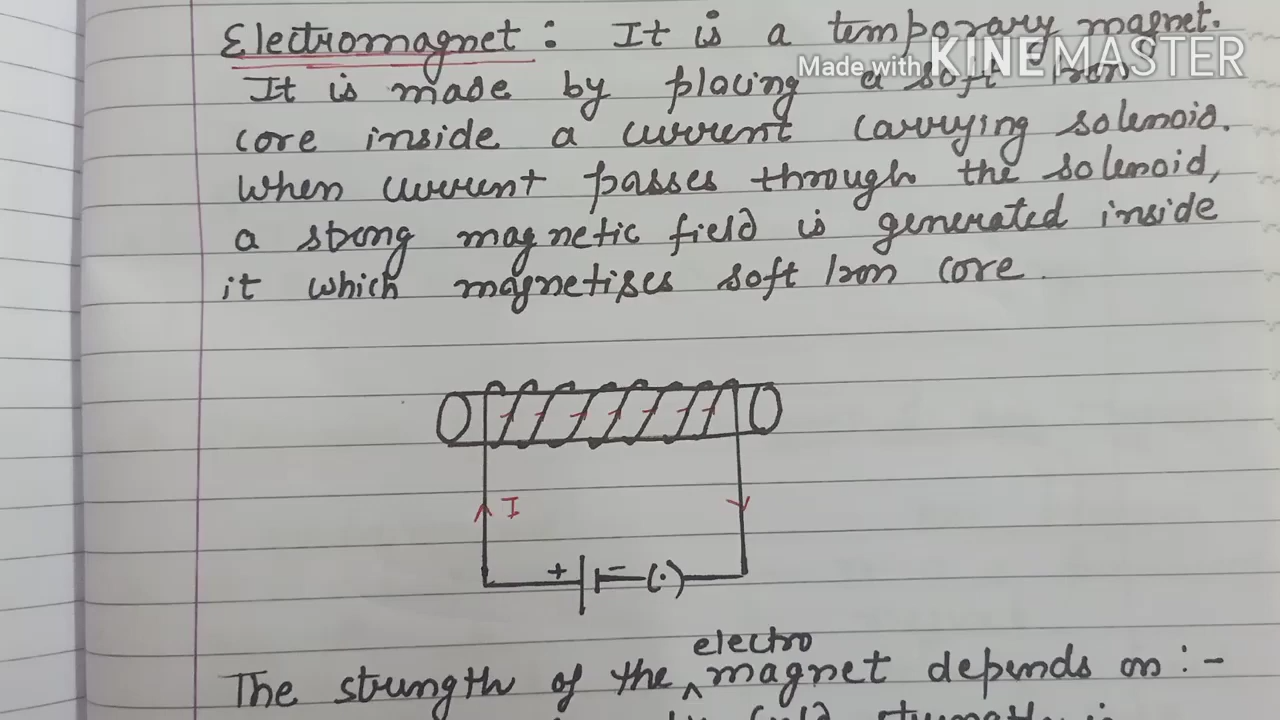 Electromagnet : It is a temporary magnet.
Made with KINEMASTER
It is made by placing a soft Iron
core inside a current carrying solenoid.
When current passes through the solenoid,
a strong magnetic field is generated inside
it which magnetises soft Iron core.
I
+ - (.)
electro
The strength of the ^ magnet depends on : -